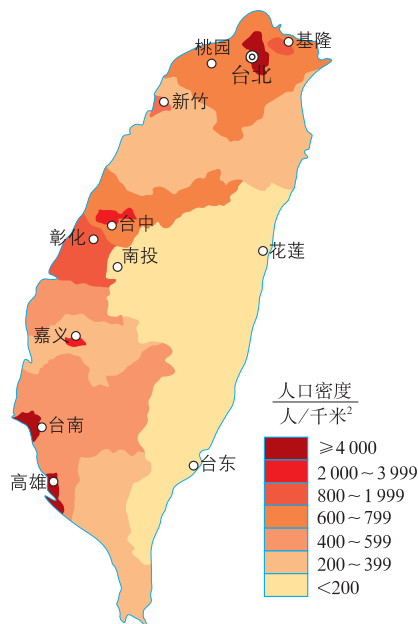 基隆
桃园
台北
新竹
台中
彰化
南投
花莲
嘉义
台南
台东
高雄
人口密度
人/千米²
≥4 000
2 000～3 999
800～1 999
600～799
400～599
200～399
<200